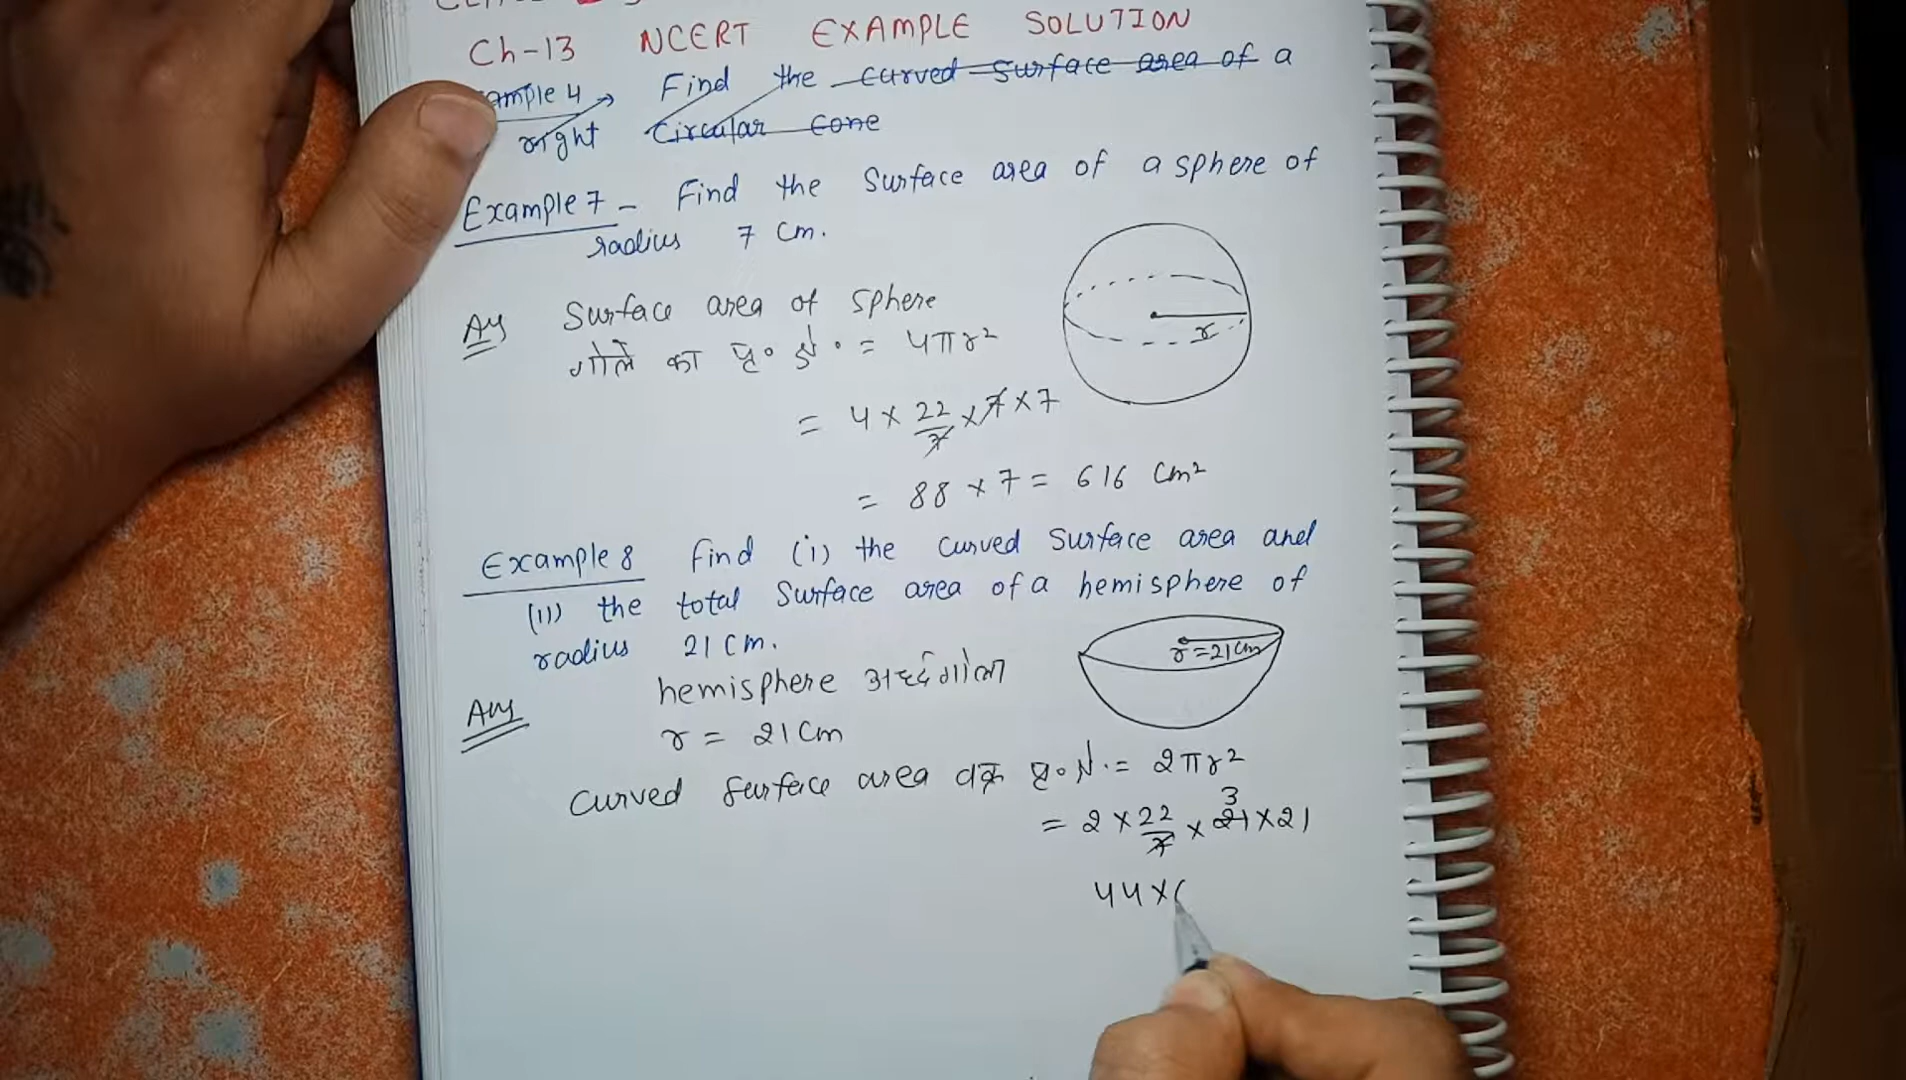 Ch-13 NCERT EXAMPLE SOLUTION
ample 4 → Find the curved surface area of a
right Circular Cone
Example 7 - Find the Surface area of a sphere of
radius 7 cm.
Ans Surface area of sphere
गोले का पृ० क्षे० = 4πr²
r
= 4 × 22/7 × 7 × 7
= 88 × 7 = 616 Cm²
Example 8 Find (i) the curved Surface area and
(ii) the total Surface area of a hemisphere of
radius 21 cm.
r=21cm
Ans hemisphere अर्द्धगोला
r = 21 Cm
Curved Surface area वक्र पृ० क्षे० = 2πr²
3
= 2 × 22/7 × 21 × 21
44×